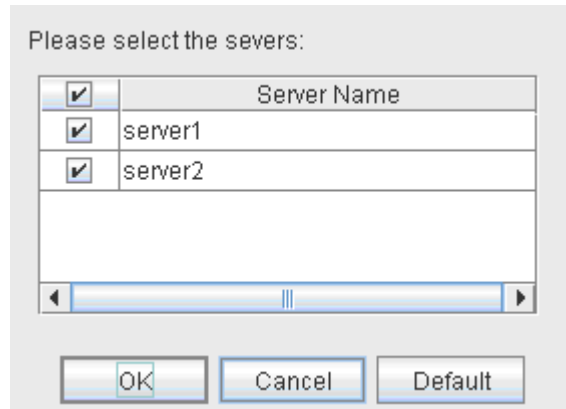 Please select the severs:
Server Name
server1
server2
OK Cancel Default